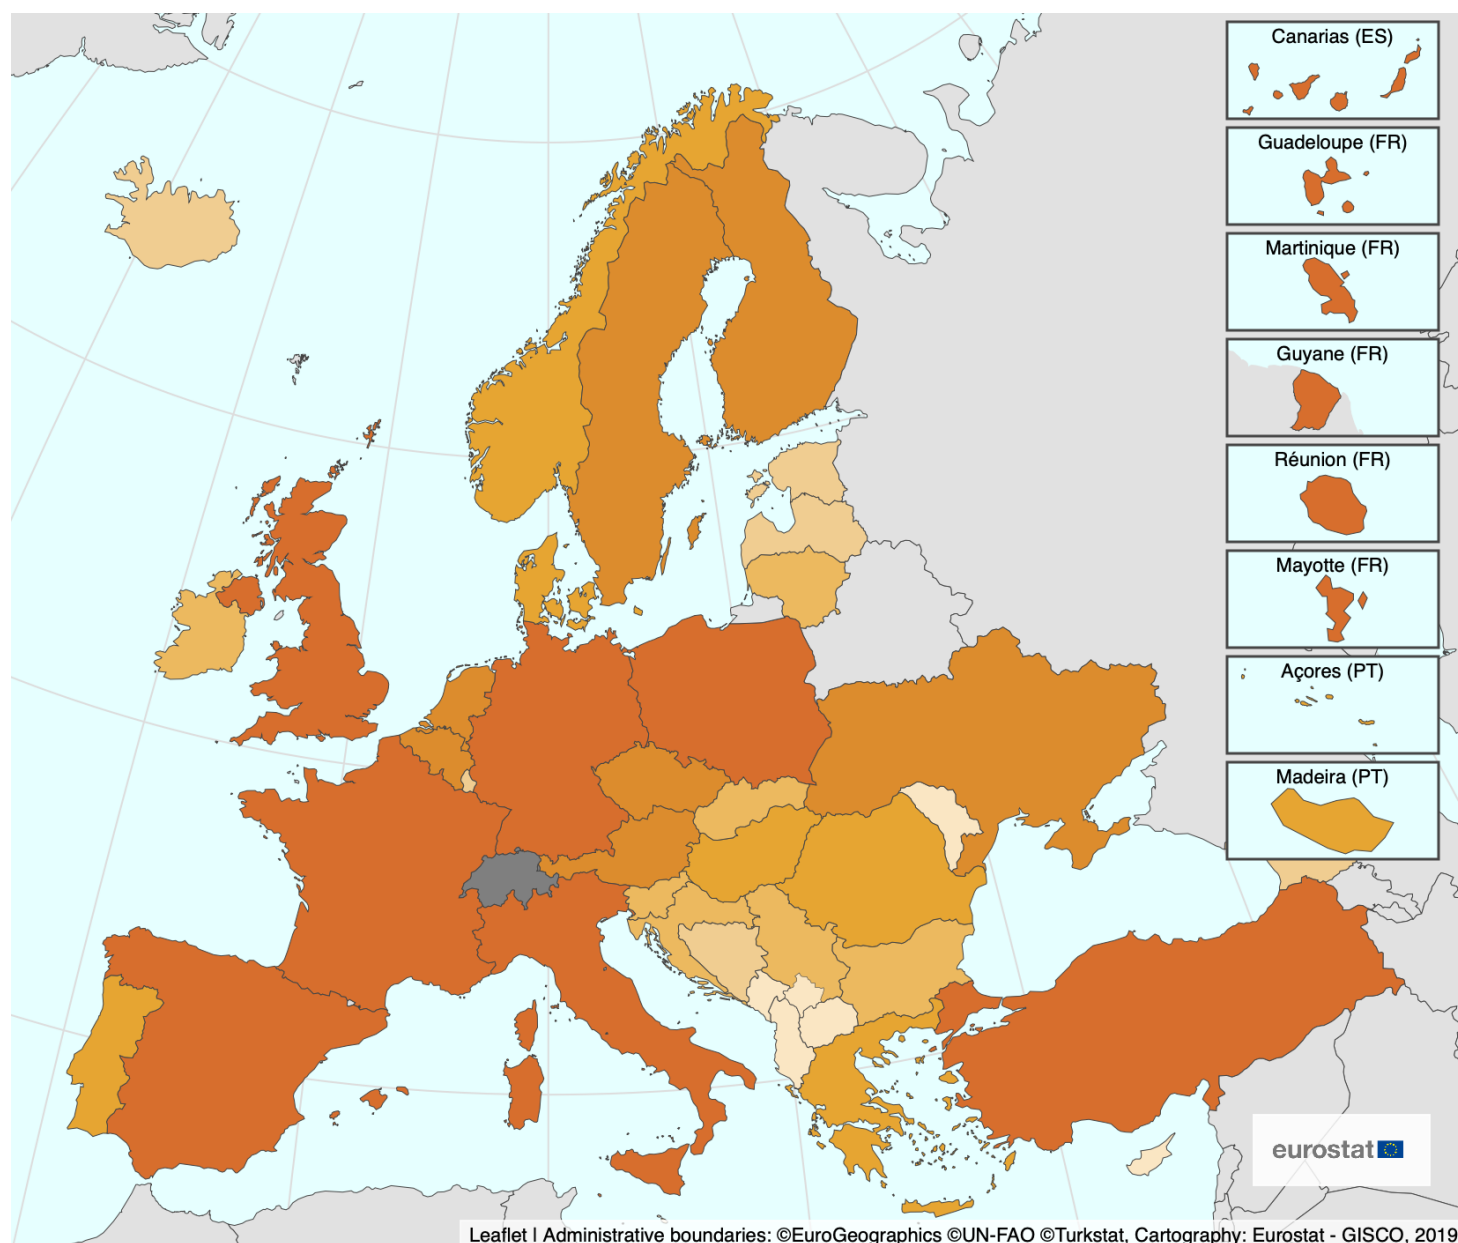 Canarias (ES)
Guadeloupe (FR)
Martinique (FR)
Guyane (FR)
Réunion (FR)
Mayotte (FR)
Açores (PT)
Madeira (PT)
eurostat
Leaflet | Administrative boundaries: ©EuroGeographics ©UN-FAO ©Turkstat, Cartography: Eurostat - GISCO, 2019